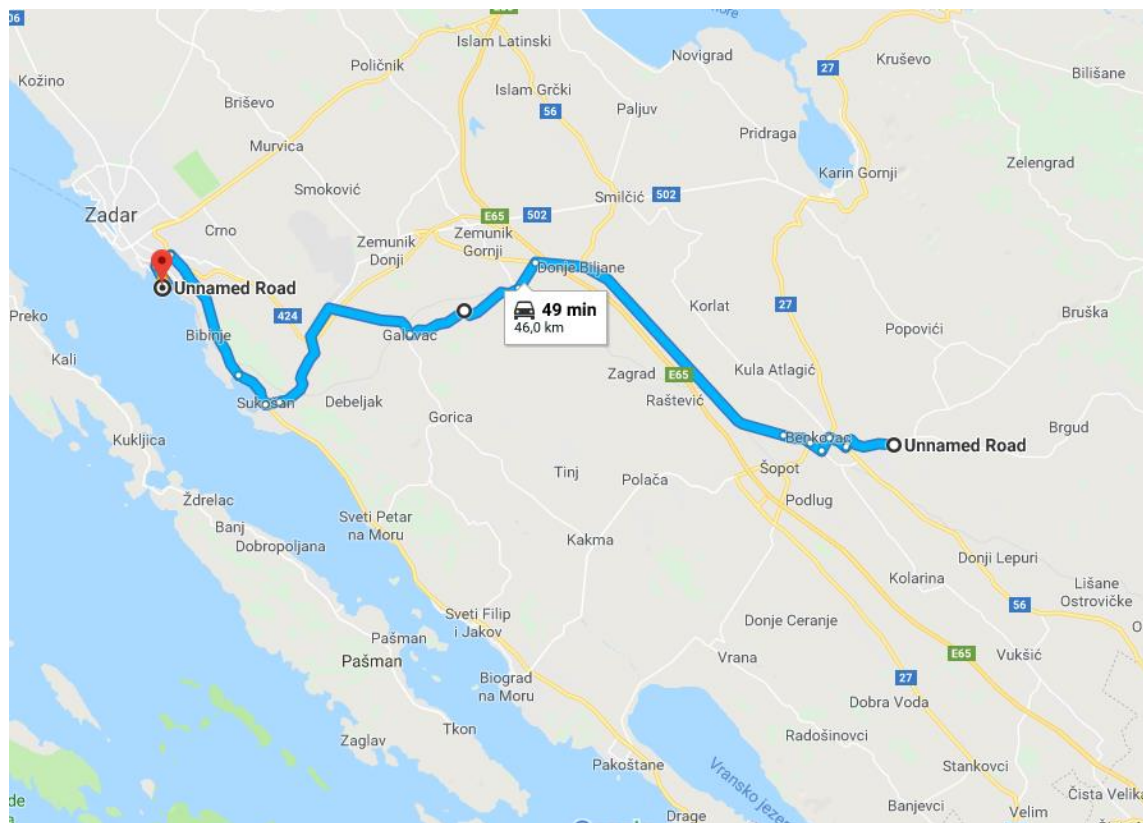 06
E65
Islam Latinski
Novigrad
27
Kruševo
Kožino
Poličnik
Bilišane
Islam Grčki
Briševo
56
Paljuv
Murvica
Pridraga
Zelengrad
Smoković
Smilčić
502
Karin Gornji
Zadar
E65
502
Crno
Zemunik
Donji
Zemunik
Gornji
Donje Biljane
Unnamed Road
49 min
46,0 km
Korlat
27
Popovići
Bruška
Preko
424
Bibinje
Galovac
Kali
Zagrad
E65
Kula Atlagić
Raštević
Sukošan
Debeljak
Gorica
Benkovac
Unnamed Road
Brgud
Kukljica
Tinj
Polača
Šopot
Podlug
Ždrelac
Sveti Petar
na Moru
Banj
Dobropoljana
Kakma
Donji Lepuri
Kolarina
Lišane
Ostrovičke
56
Sveti Filip
i Jakov
Donje Ceranje
Pašman
Pašman
Vrana
E65
Vukšić
Biograd
na Moru
27
Dobra Voda
Tkon
Zaglav
Radošinovci
Pakoštane
Stankovci
Vransko jezero
Čista Velika
Drage
Banjevci
Velim